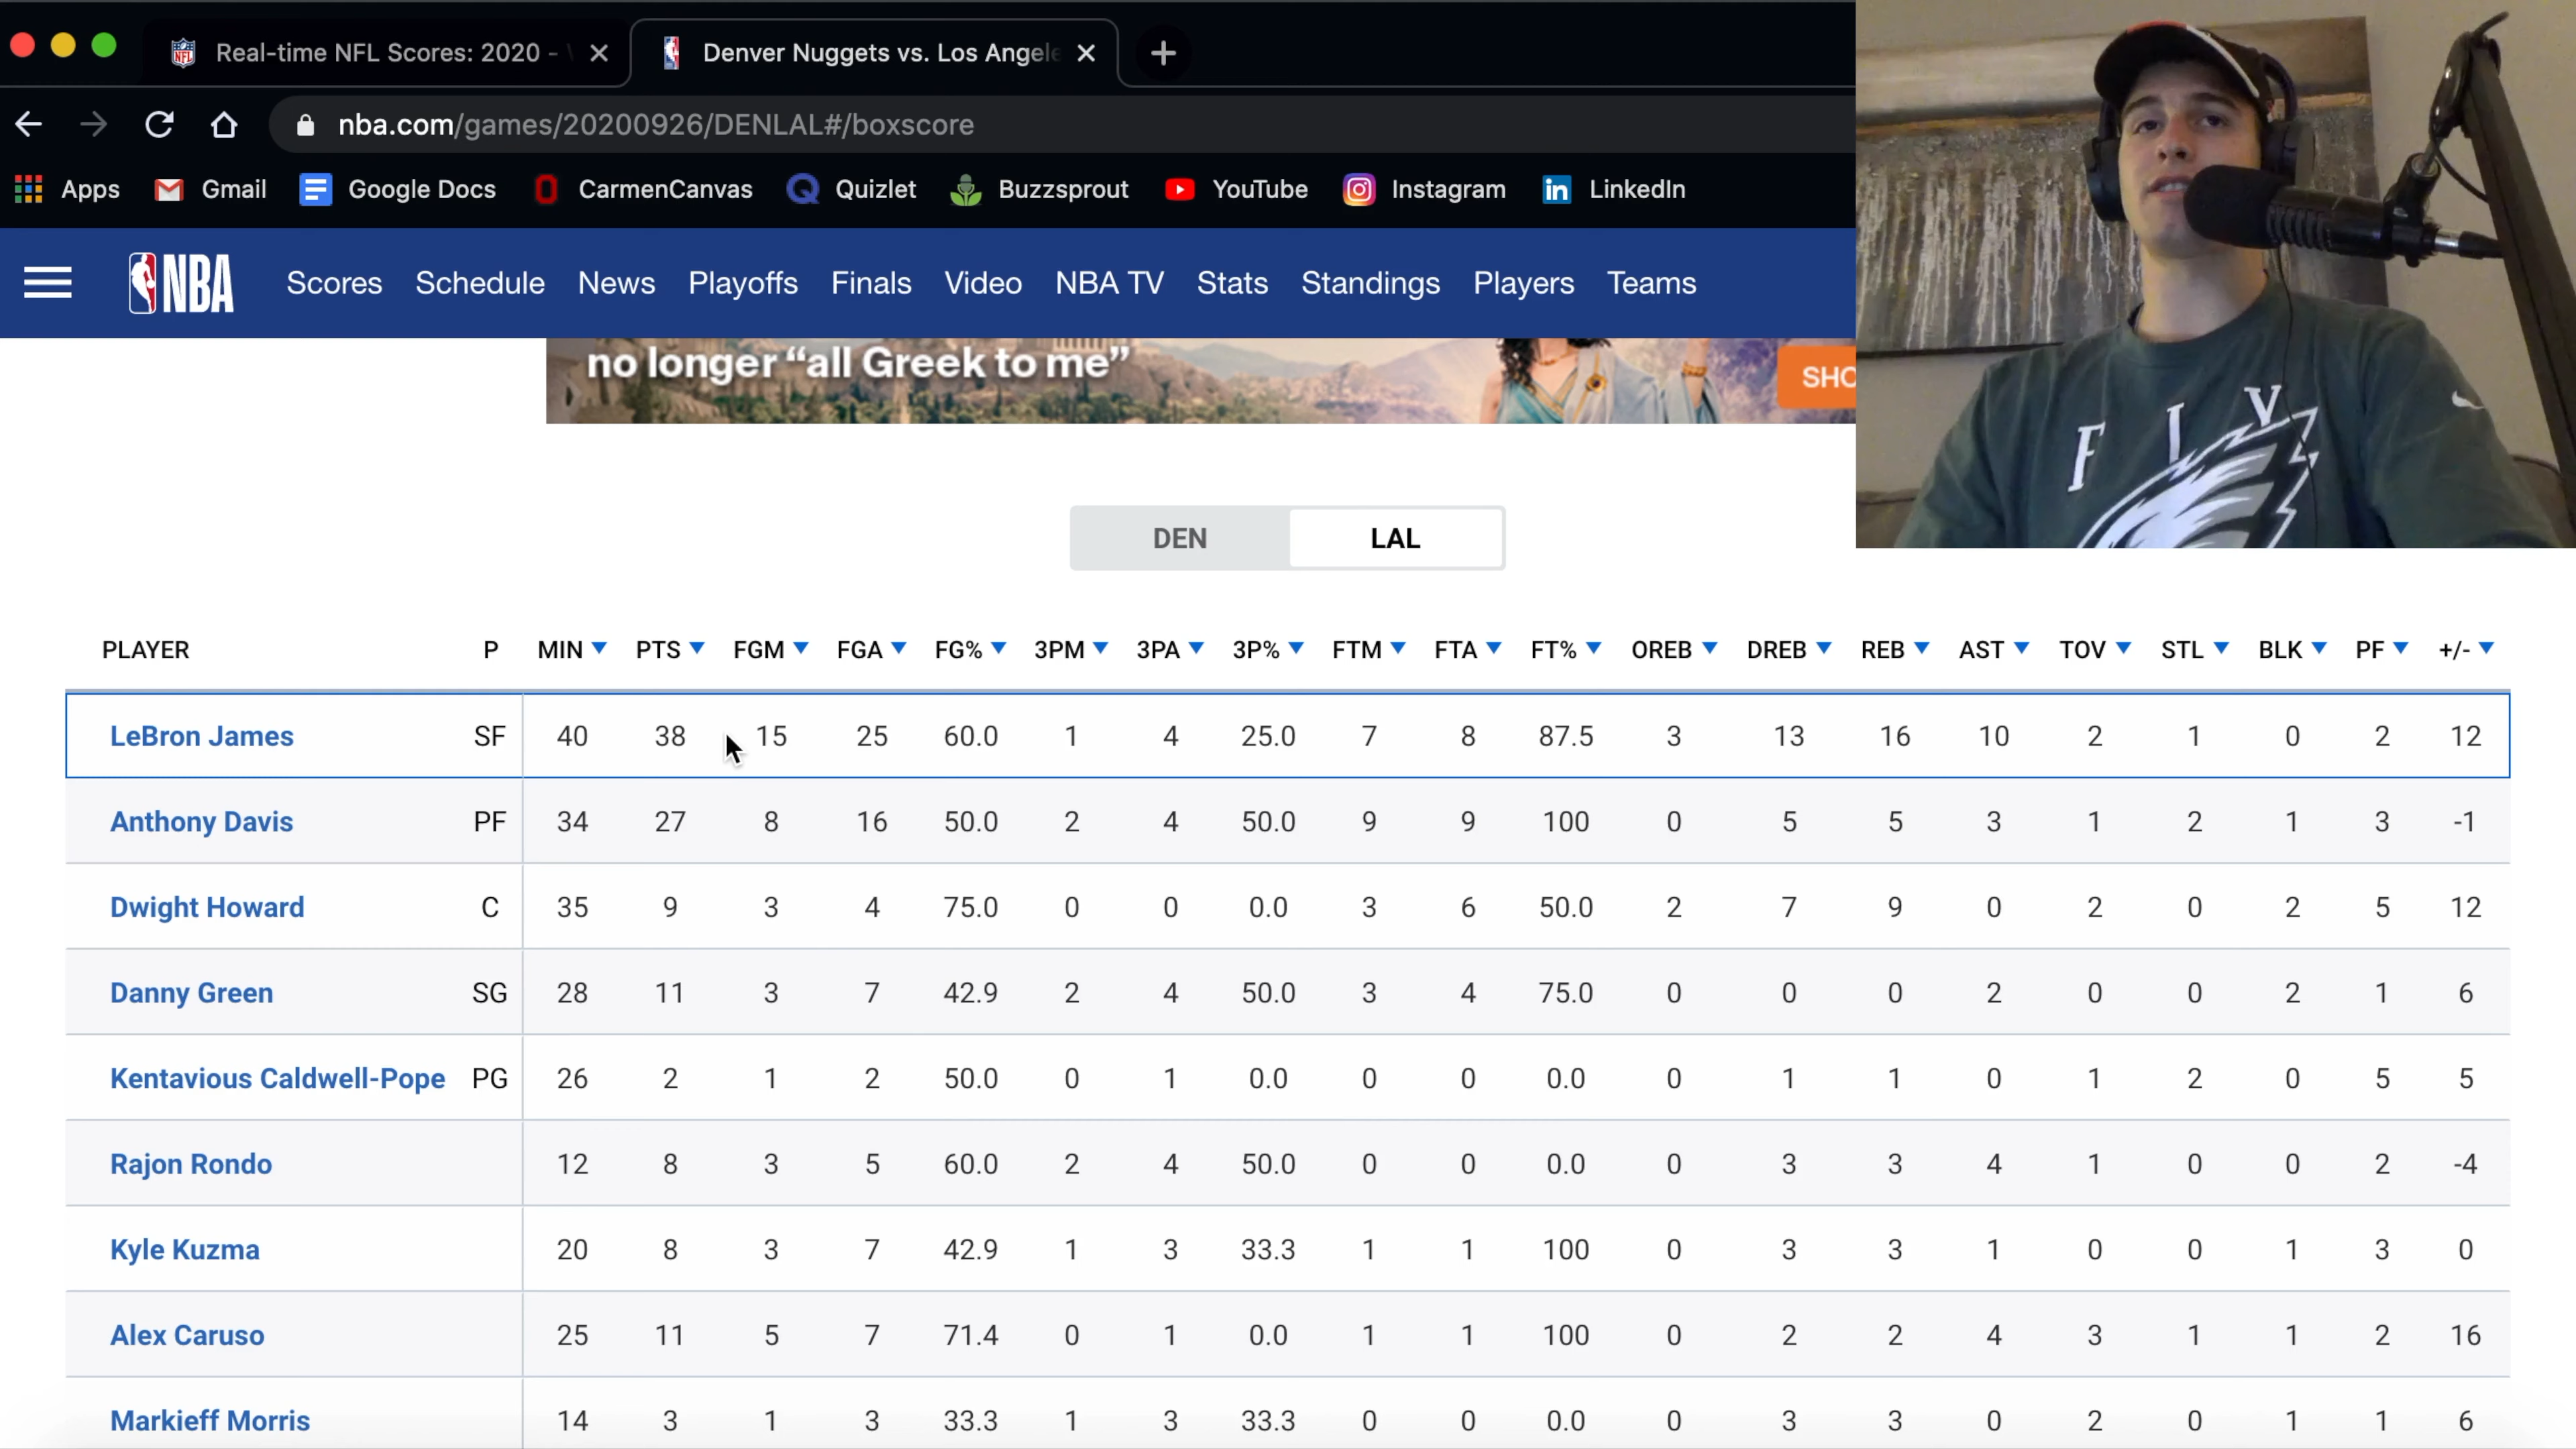 Real-time NFL Scores: 2020 -
Denver Nuggets vs. Los Angele
nba.com/games/20200926/DENLAL#/boxscore
Apps Gmail Google Docs CarmenCanvas Quizlet Buzzsprout YouTube Instagram LinkedIn
NBA Scores Schedule News Playoffs Finals Video NBA TV Stats Standings Players Teams
no longer “all Greek to me”
SHO
FLY
DEN LAL
PLAYER P MIN PTS FGM FGA FG% 3PM 3PA 3P% FTM FTA FT% OREB DREB REB AST TOV STL BLK PF +/-
LeBron James SF 40 38 15 25 60.0 1 4 25.0 7 8 87.5 3 13 16 10 2 1 0 2 12
Anthony Davis PF 34 27 8 16 50.0 2 4 50.0 9 9 100 0 5 5 3 1 2 1 3 -1
Dwight Howard C 35 9 3 4 75.0 0 0 0.0 3 6 50.0 2 7 9 0 2 0 2 5 12
Danny Green SG 28 11 3 7 42.9 2 4 50.0 3 4 75.0 0 0 0 2 0 0 2 1 6
Kentavious Caldwell-Pope PG 26 2 1 2 50.0 0 1 0.0 0 0 0.0 0 1 1 0 1 2 0 5 5
Rajon Rondo 12 8 3 5 60.0 2 4 50.0 0 0 0.0 0 3 3 4 1 0 0 2 -4
Kyle Kuzma 20 8 3 7 42.9 1 3 33.3 1 1 100 0 3 3 1 0 0 1 3 0
Alex Caruso 25 11 5 7 71.4 0 1 0.0 1 1 100 0 2 2 4 3 1 1 2 16
Markieff Morris 14 3 1 3 33.3 1 3 33.3 0 0 0.0 0 3 3 0 2 0 1 1 6